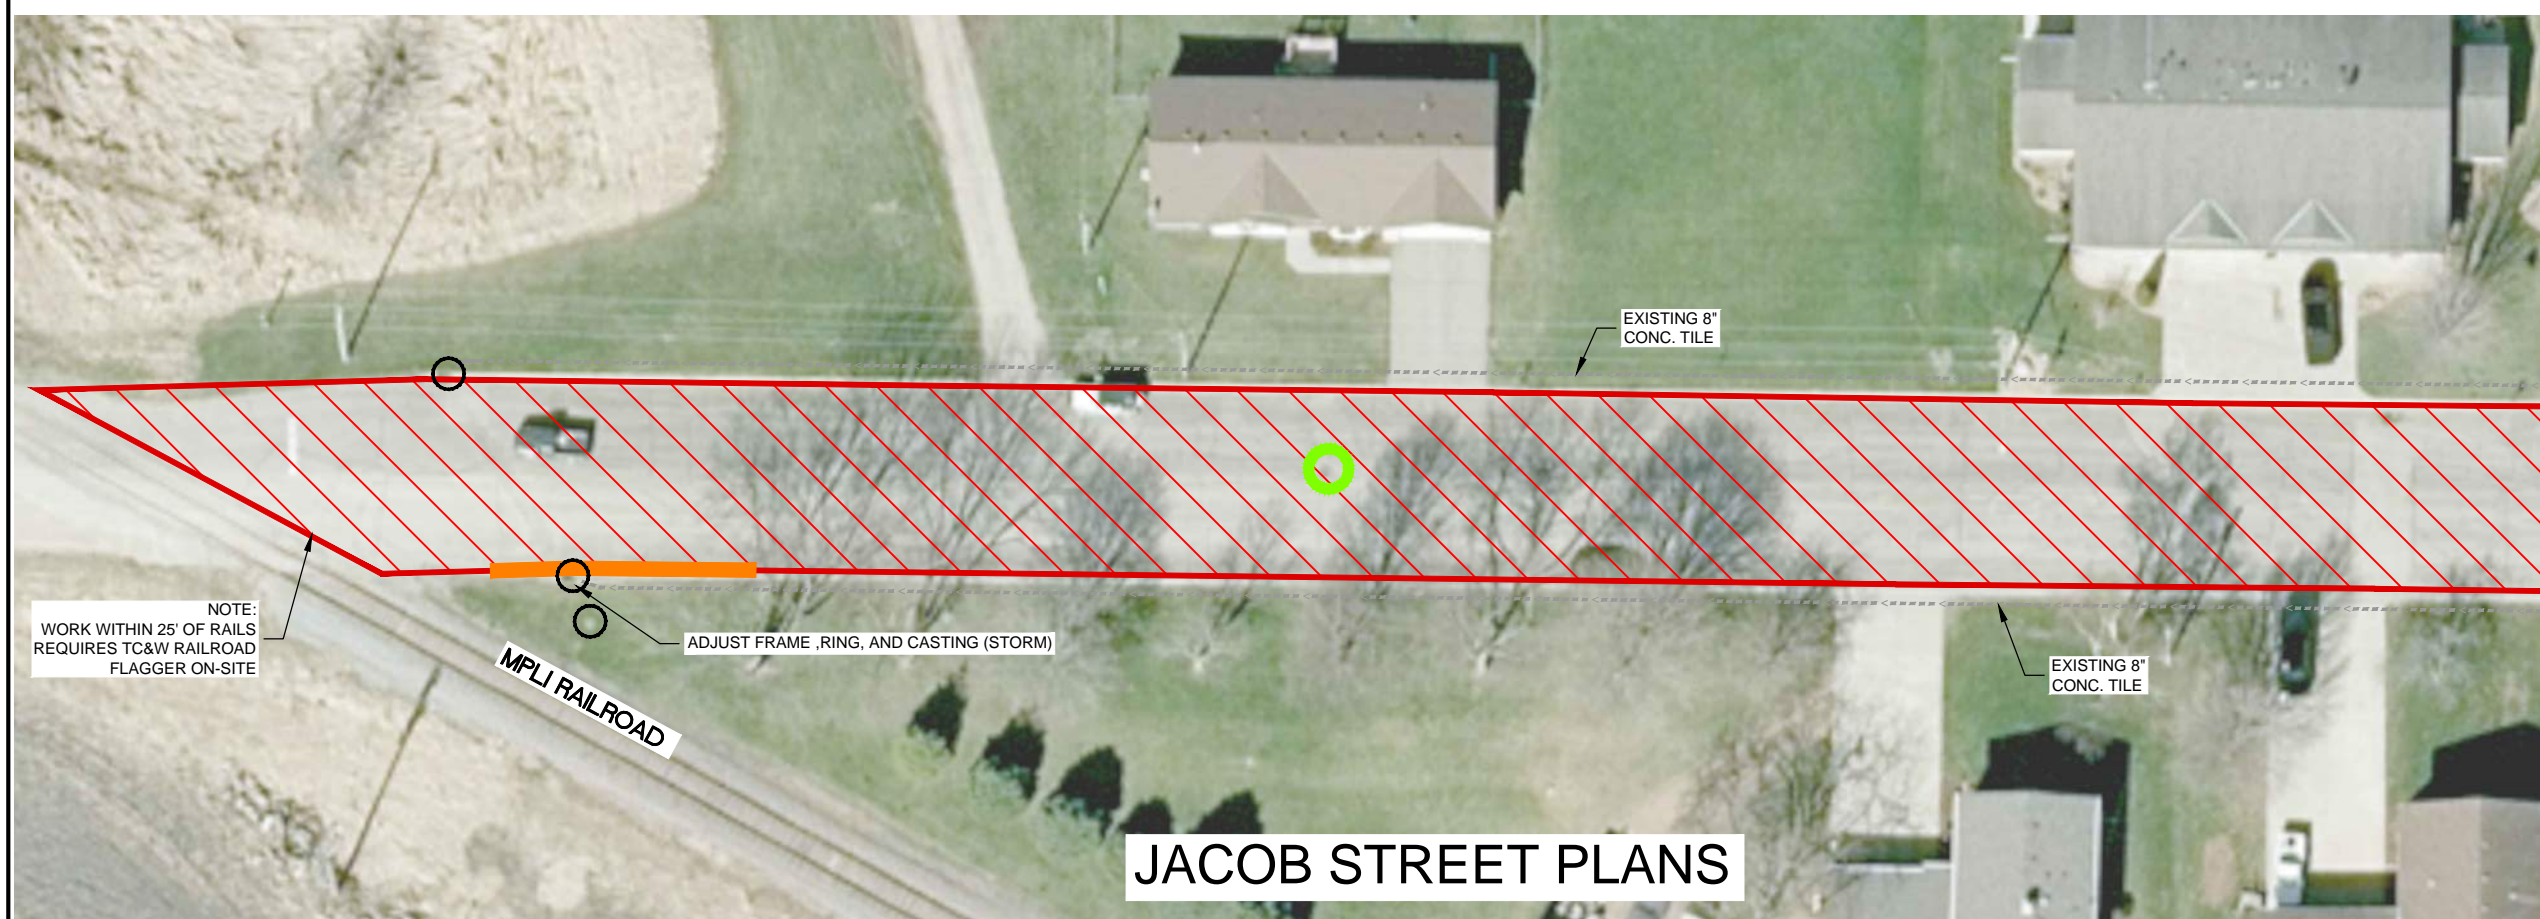 EXISTING 8"
CONC. TILE
NOTE:
WORK WITHIN 25' OF RAILS
REQUIRES TC&W RAILROAD
FLAGGER ON-SITE
ADJUST FRAME ,RING, AND CASTING (STORM)
MPLI RAILROAD
EXISTING 8"
CONC. TILE
JACOB STREET PLANS